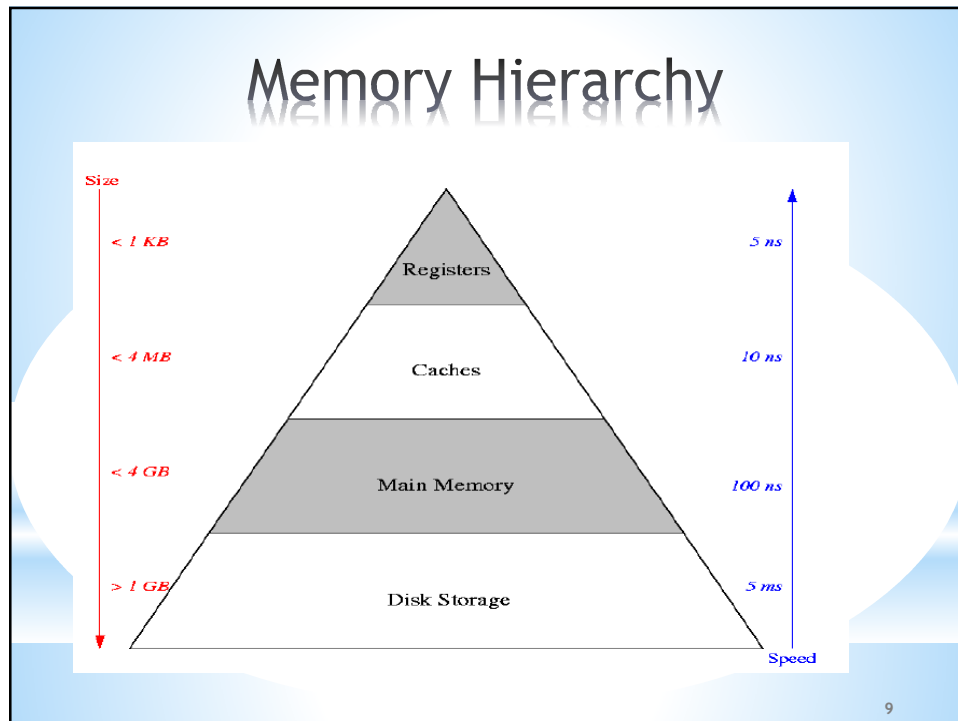 Memory Hierarchy
Size
< 1 KB
5 ns
Registers
< 4 MB
10 ns
Caches
< 4 GB
Main Memory
100 ns
> 1 GB
5 ms
Disk Storage
Speed
9